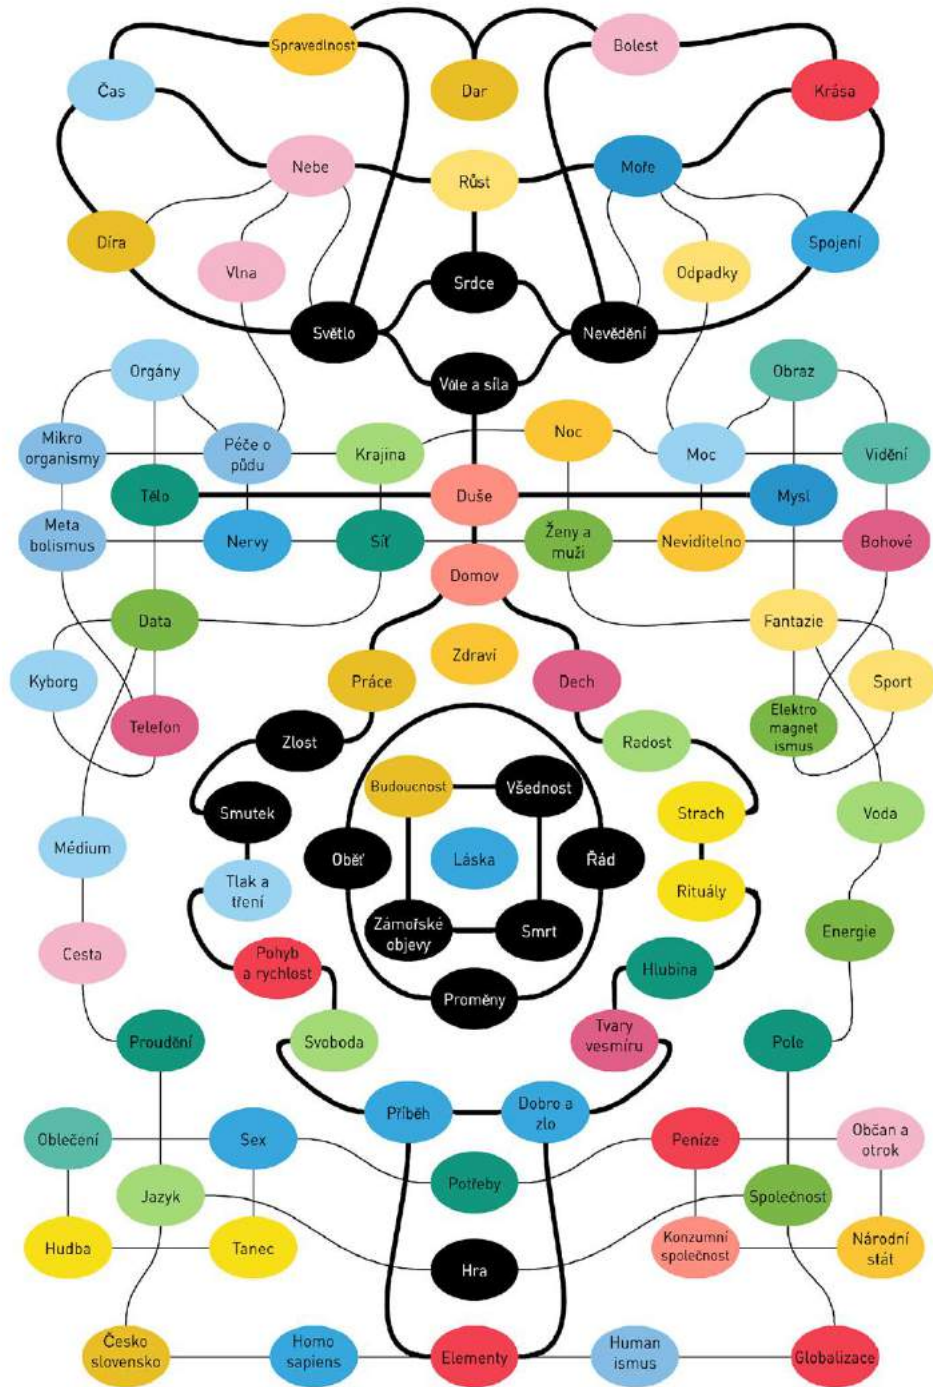 Spravedlnost
Bolest
Čas
Dar
Krása
Nebe
Růst
Moře
Díra
Vlna
Srdce
Odpadky
Spojení
Světlo
Nevědění
Vůle a síla
Orgány
Obraz
Mikro
organismy
Péče o
půdu
Krajina
Noc
Moc
Vidění
Tělo
Duše
Mysl
Meta
bolismus
Nervy
Síť
Ženy a
muži
Neviditelno
Bohové
Domov
Data
Fantazie
Zdraví
Kyborg
Práce
Dech
Sport
Telefon
Zlost
Radost
Elektro
magnet
ismus
Budoucnost
Všednost
Smutek
Strach
Voda
Médium
Oběť
Láska
Řád
Tlak a
tření
Rituály
Zámořské
objevy
Smrt
Energie
Cesta
Pohyb
a rychlost
Hlubina
Proměny
Proudění
Svoboda
Tvary
vesmíru
Pole
Příběh
Dobro a
zlo
Oblečení
Sex
Peníze
Občan a
otrok
Potřeby
Jazyk
Společnost
Hudba
Tanec
Konzumní
společnost
Národní
stát
Hra
Česko
slovensko
Homo
sapiens
Elementy
Human
ismus
Globalizace